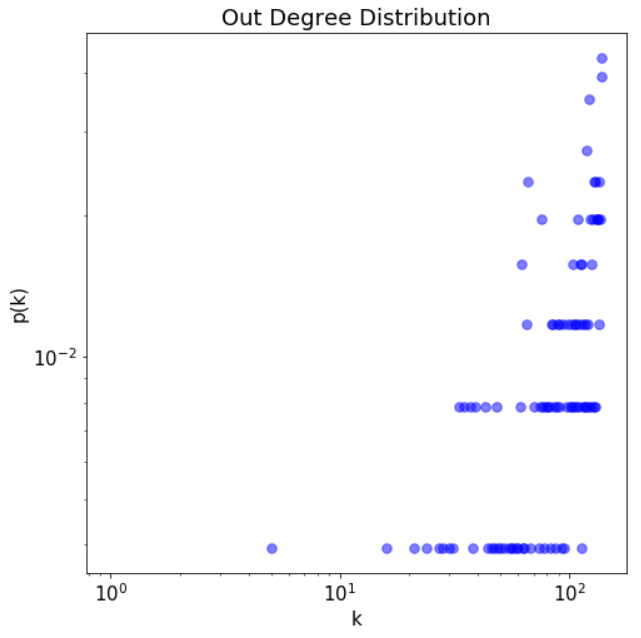 Out Degree Distribution
p(k)
10⁻²
10⁰
10¹
10²
k